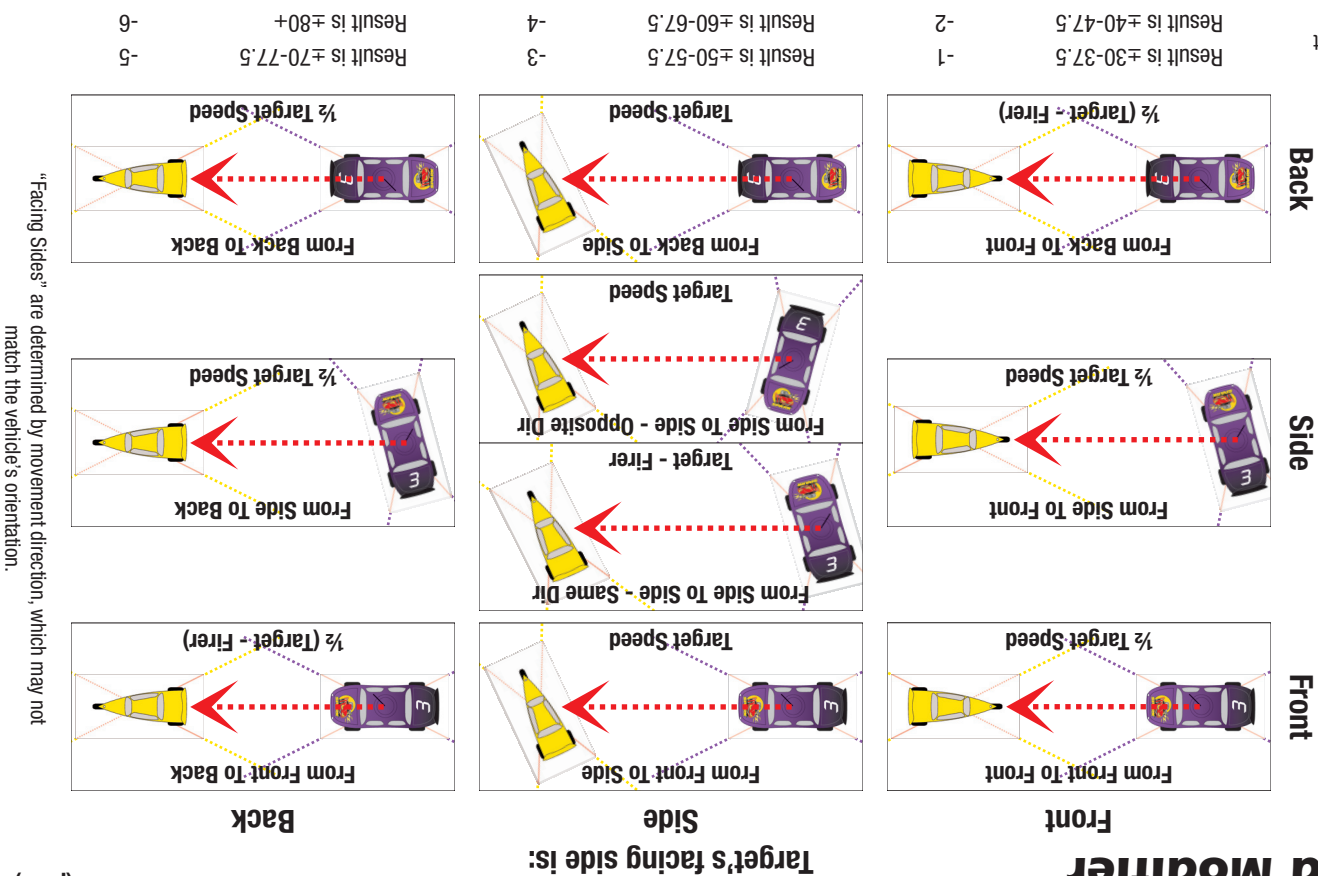 Modifier
Target's facing side is:
Front
Side
Back
Front
From Front To Front
½ Target Speed
From Front To Side
Target Speed
From Front To Back
½ (Target - Firer)
Side
From Side To Front
½ Target Speed
From Side To Side - Same Dir
Target - Firer
From Side To Side - Opposite Dir
Target Speed
From Side To Back
½ Target Speed
Back
From Back To Front
½ (Target - Firer)
From Back To Side
Target Speed
From Back To Back
½ Target Speed
Result is ±30-37.5 -1
Result is ±40-47.5 -2
Result is ±50-57.5 -3
Result is ±60-67.5 -4
Result is ±70-77.5 -5
Result is ±80+ -6
"Facing Sides" are determined by movement direction, which may not
match the vehicle's orientation.